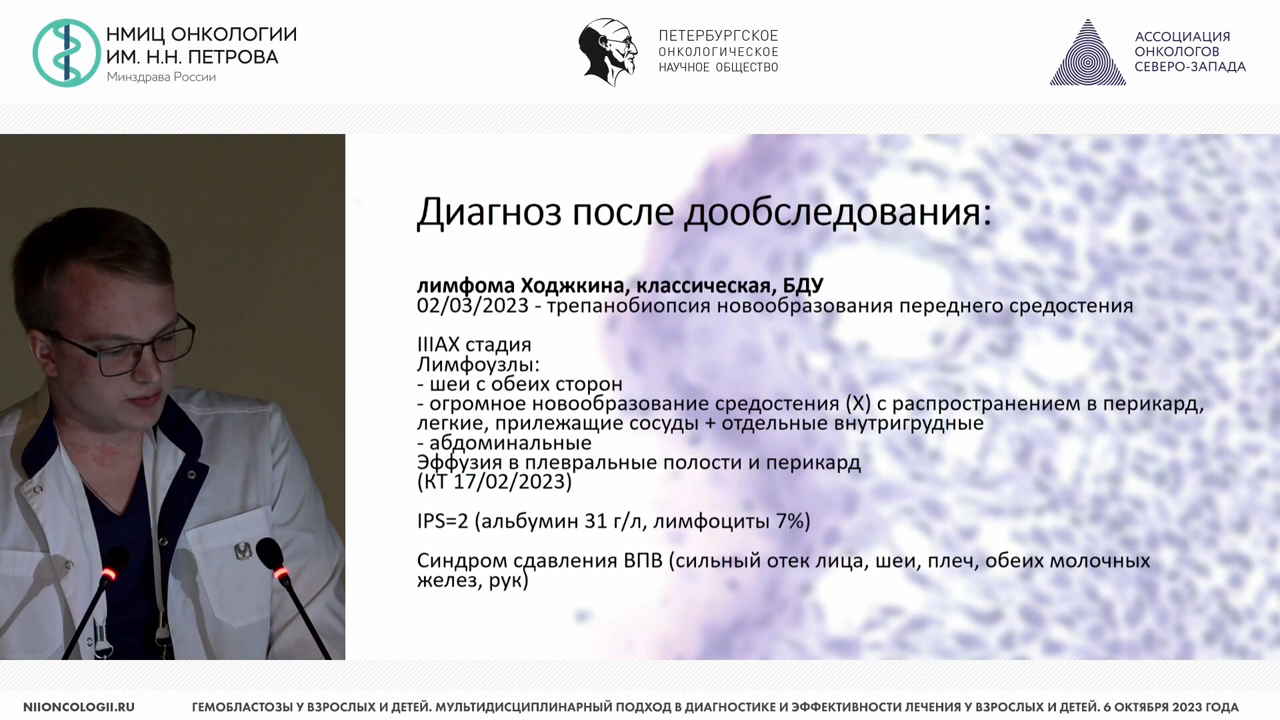 НМИЦ ОНКОЛОГИИ
ИМ. Н.Н. ПЕТРОВА
Минздрава России
ПЕТЕРБУРГСКОЕ
ОНКОЛОГИЧЕСКОЕ
НАУЧНОЕ ОБЩЕСТВО
АССОЦИАЦИЯ
ОНКОЛОГОВ
СЕВЕРО-ЗАПАДА
Диагноз после дообследования:
лимфома Ходжкина, классическая, БДУ
02/03/2023 - трепанобиопсия новообразования переднего средостения
IIIAX стадия
Лимфоузлы:
- шеи с обеих сторон
- огромное новообразование средостения (Х) с распространением в перикард,
легкие, прилежащие сосуды + отдельные внутригрудные
- абдоминальные
Эффузия в плевральные полости и перикард
(КТ 17/02/2023)
IPS=2 (альбумин 31 г/л, лимфоциты 7%)
Синдром сдавления ВПВ (сильный отек лица, шеи, плеч, обеих молочных
желез, рук)
NIIONCOLOGII.RU
ГЕМОБЛАСТОЗЫ У ВЗРОСЛЫХ И ДЕТЕЙ. МУЛЬТИДИСЦИПЛИНАРНЫЙ ПОДХОД В ДИАГНОСТИКЕ И ЭФФЕКТИВНОСТИ ЛЕЧЕНИЯ У ВЗРОСЛЫХ И ДЕТЕЙ. 6 ОКТЯБРЯ 2023 ГОДА